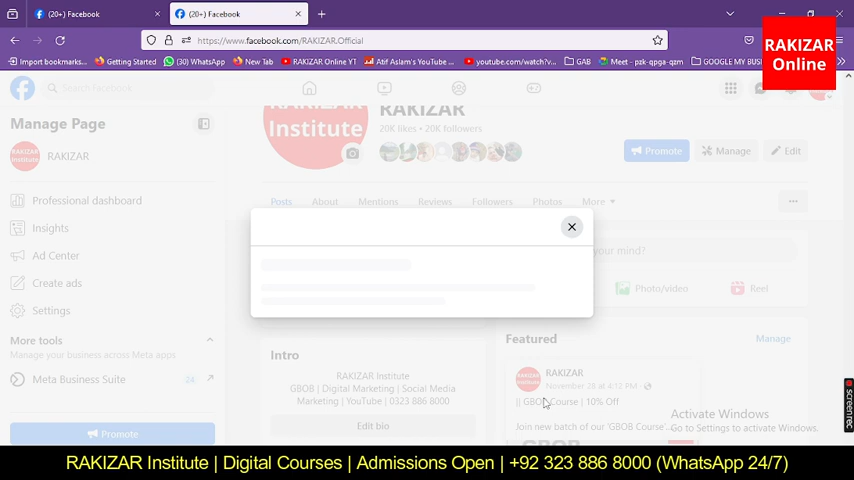 (20+) Facebook
(20+) Facebook
https://www.facebook.com/RAKIZAR.Official
Import bookmarks...
Getting Started
(30) WhatsApp
New Tab
RAKIZAR Online YT
Atif Aslam's YouTube ...
youtube.com/watch?v...
GAB
Meet - pzk-qpga-qzm
GOOGLE MY BUS
RAKIZAR
Online
Search Facebook
Manage Page
RAKIZAR
Professional dashboard
Insights
Ad Center
Create ads
Settings
More tools
Manage your business across Meta apps
Meta Business Suite
24
Promote
RAKIZAR
Institute
RAKIZAR
20K likes • 20K followers
Promote
Manage
Edit
Posts
About
Mentions
Reviews
Followers
Photos
More
...
your mind?
Photo/video
Reel
Intro
RAKIZAR Institute
GBOB | Digital Marketing | Social Media
Marketing | YouTube | 0323 886 8000
Edit bio
Featured
Manage
RAKIZAR
November 28 at 4:12 PM
|| GBOB Course | 10% Off
Join new batch of our 'GBOB Course'...
Activate Windows
Go to Settings to activate Windows.
screenrec
RAKIZAR Institute | Digital Courses | Admissions Open | +92 323 886 8000 (WhatsApp 24/7)